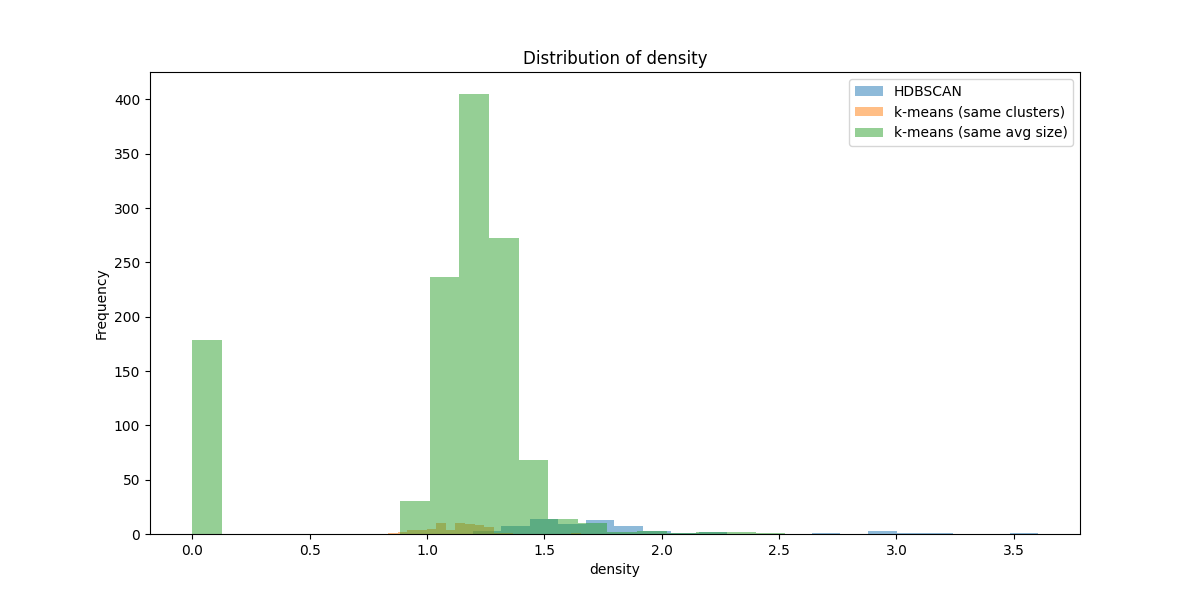 Distribution of density
HDBSCAN
k-means (same clusters)
k-means (same avg size)
Frequency
400
350
300
250
200
150
100
50
0
0.0 0.5 1.0 1.5 2.0 2.5 3.0 3.5
density